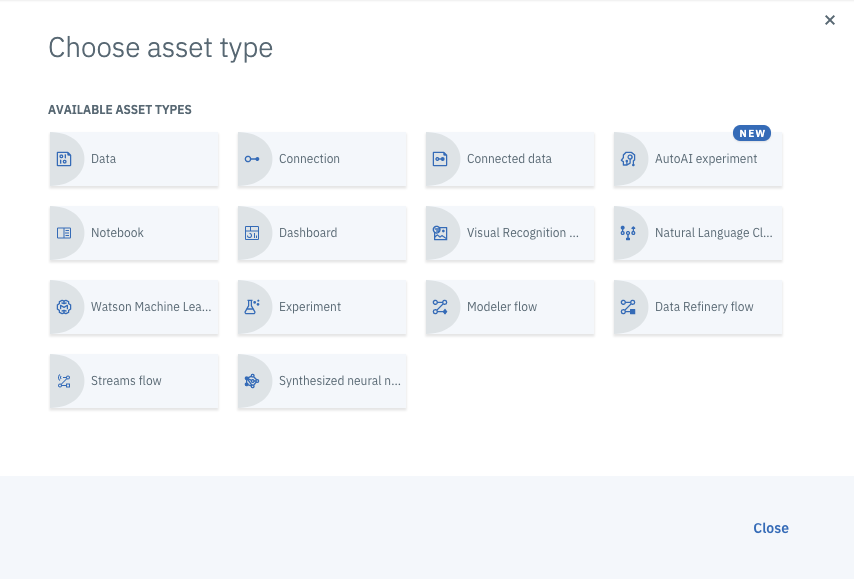 Choose asset type
AVAILABLE ASSET TYPES
NEW
Data
Connection
Connected data
AutoAI experiment
Notebook
Dashboard
Visual Recognition ...
Natural Language Cl...
Watson Machine Lea...
Experiment
Modeler flow
Data Refinery flow
Streams flow
Synthesized neural n...
Close